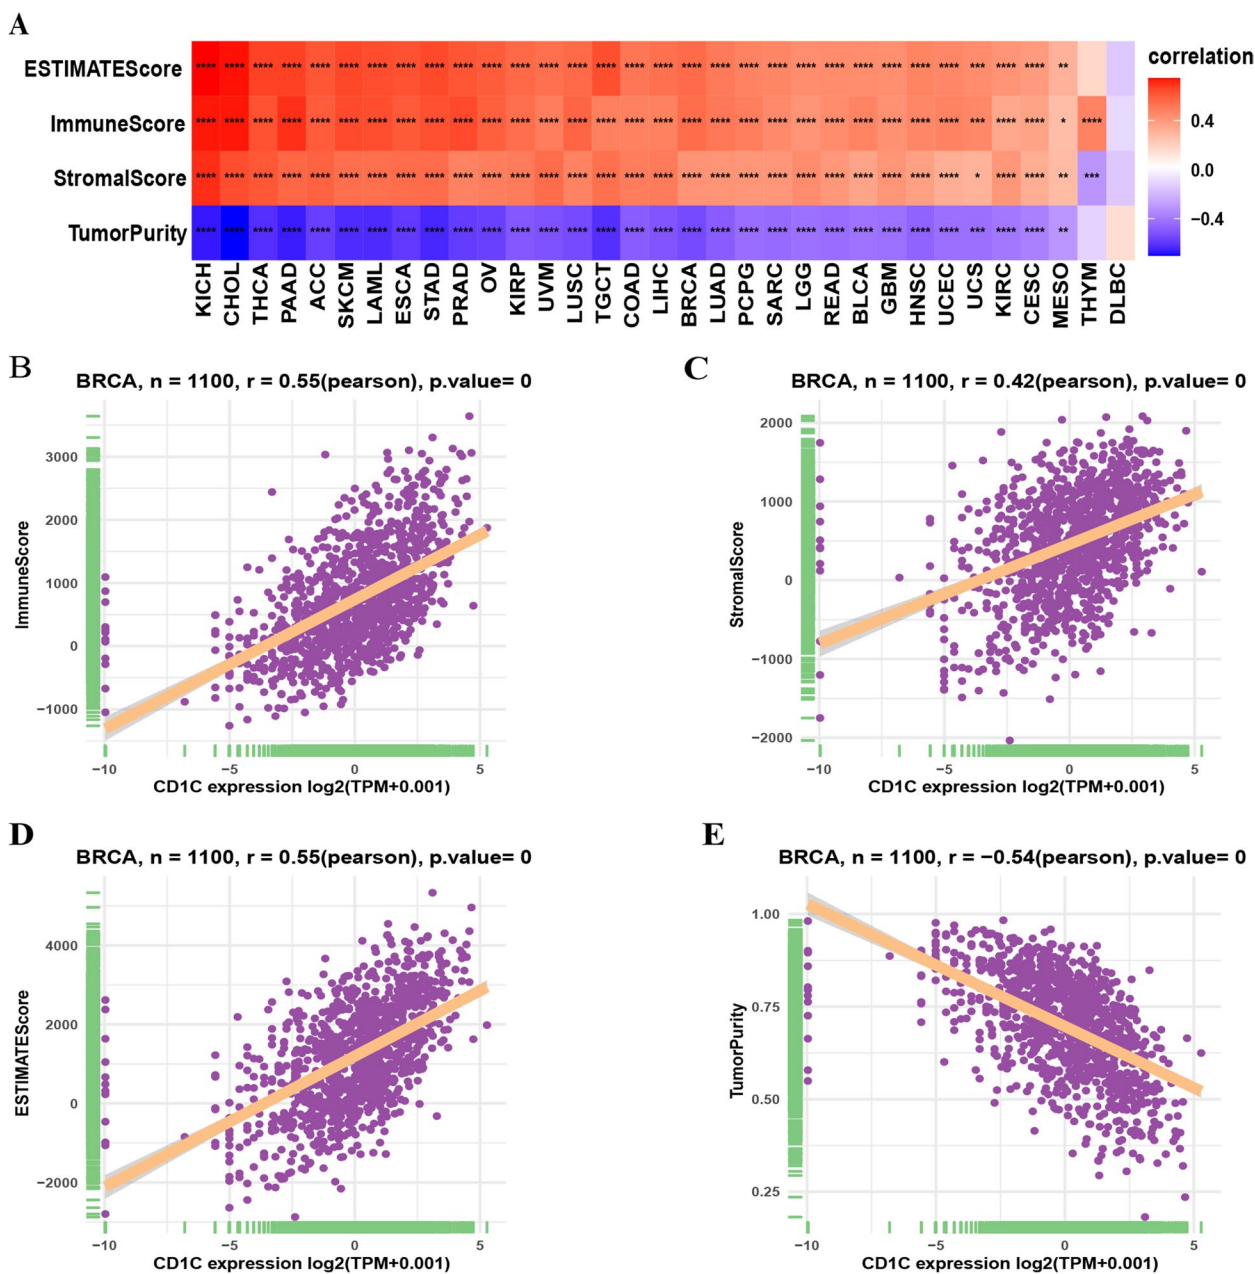 A
correlation
ESTIMATEScore **** **** **** **** **** **** **** **** **** **** **** **** **** **** **** **** **** **** **** **** **** **** **** **** **** **** **** *** **** **** **
ImmuneScore **** **** **** **** **** **** **** **** **** **** **** **** **** **** **** **** **** **** **** **** **** **** **** **** **** **** **** *** **** **** * ****
StromalScore **** **** **** **** **** **** **** **** **** **** **** **** **** **** **** **** **** **** **** **** **** **** **** **** **** **** **** * **** **** ** ***
TumorPurity **** **** **** **** **** **** **** **** **** **** **** **** **** **** **** **** **** **** **** **** **** **** **** **** **** **** **** *** **** **** **
0.4
0.0
−0.4
KICH CHOL THCA PAAD ACC SKCM LAML ESCA STAD PRAD OV KIRP UVM LUSC TGCT COAD LIHC BRCA LUAD PCPG SARC LGG READ BLCA GBM HNSC UCEC UCS KIRC CESC MESO THYM DLBC
B
BRCA, n = 1100, r = 0.55(pearson), p.value= 0
ImmuneScore
3000
2000
1000
0
−1000
−10 −5 0 5
CD1C expression log2(TPM+0.001)
C
BRCA, n = 1100, r = 0.42(pearson), p.value= 0
StromalScore
2000
1000
0
−1000
−2000
−10 −5 0 5
CD1C expression log2(TPM+0.001)
D
BRCA, n = 1100, r = 0.55(pearson), p.value= 0
ESTIMATEScore
4000
2000
0
−2000
−10 −5 0 5
CD1C expression log2(TPM+0.001)
E
BRCA, n = 1100, r = −0.54(pearson), p.value= 0
TumorPurity
1.00
0.75
0.50
0.25
−10 −5 0 5
CD1C expression log2(TPM+0.001)